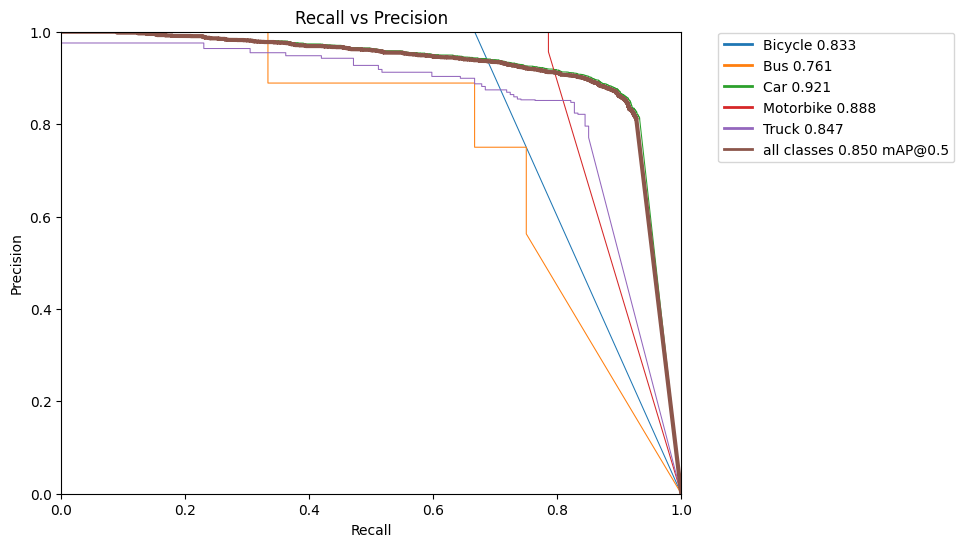 Recall vs Precision
Bicycle 0.833
Bus 0.761
Car 0.921
Motorbike 0.888
Truck 0.847
all classes 0.850 mAP@0.5
Precision
1.0
0.8
0.6
0.4
0.2
0.0
0.0 0.2 0.4 0.6 0.8 1.0
Recall